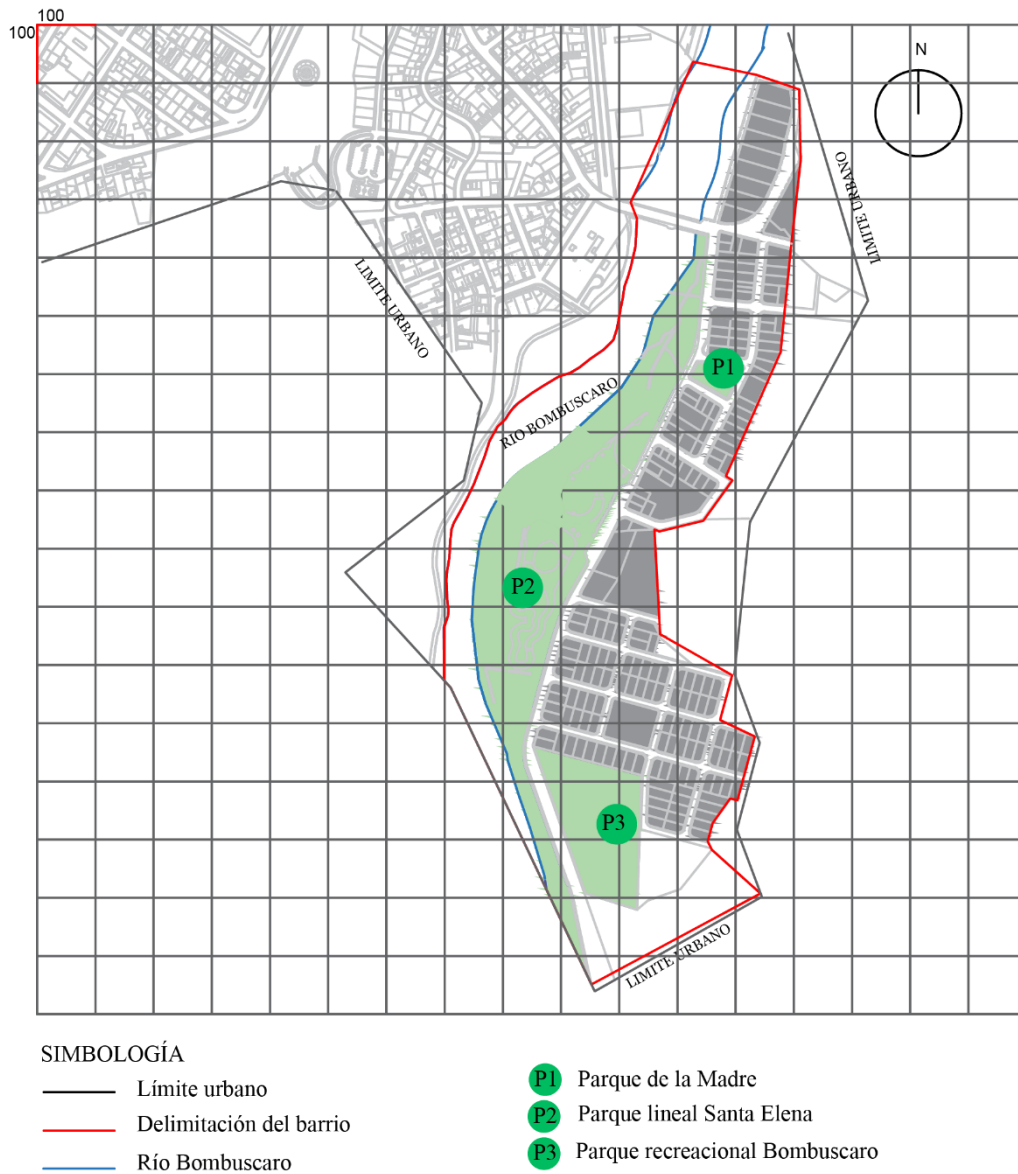 100
100
N
LIMITE URBANO
LIMITE URBANO
P1
RIO BOMBUSCARO
P2
P3
LIMITE URBANO
SIMBOLOGÍA
Límite urbano
Delimitación del barrio
Río Bombuscaro
P1 Parque de la Madre
P2 Parque lineal Santa Elena
P3 Parque recreacional Bombuscaro